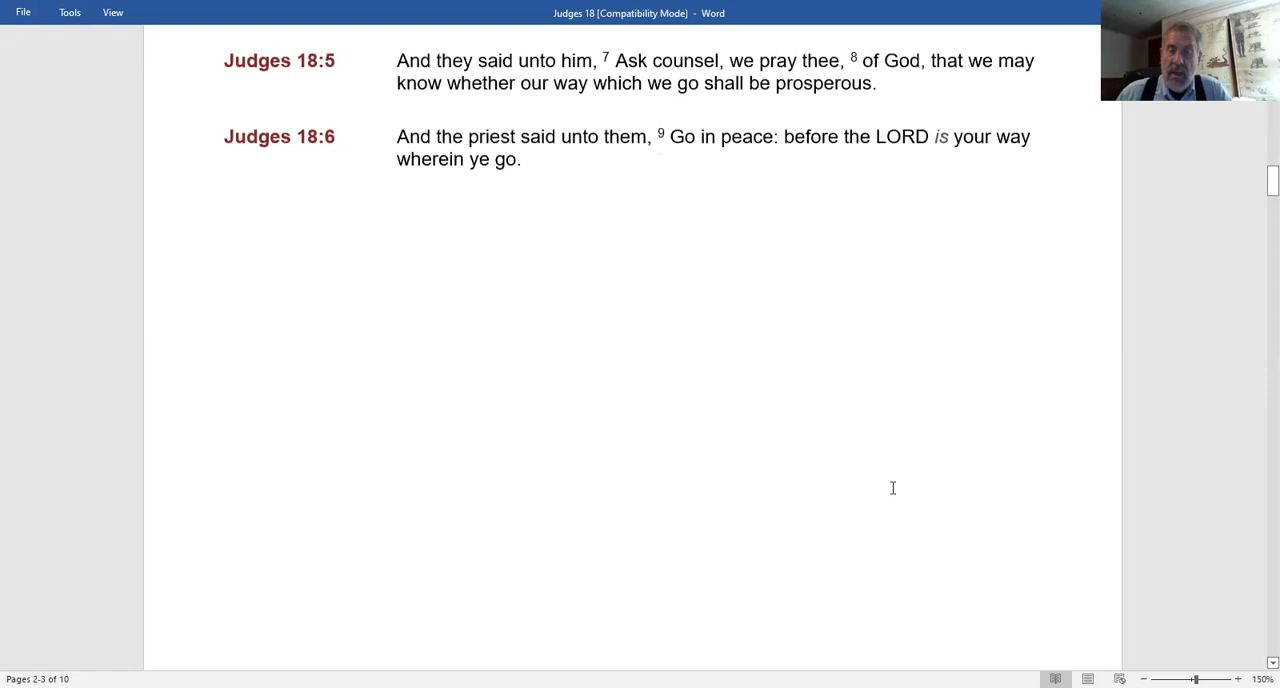 File Tools View Judges 18 [Compatibility Mode] - Word
Judges 18:5 And they said unto him, 7 Ask counsel, we pray thee, 8 of God, that we may
know whether our way which we go shall be prosperous.
Judges 18:6 And the priest said unto them, 9 Go in peace: before the LORD is your way
wherein ye go.
Pages 2-3 of 10 150%